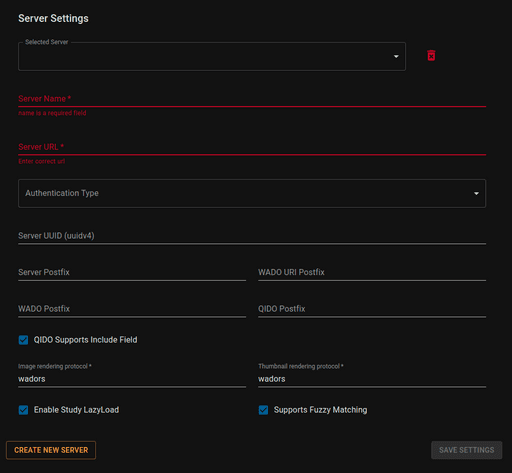 Server Settings
Selected Server
Server Name *
name is a required field
Server URL *
Enter correct url
Authentication Type
Server UUID (uuidv4)
Server Postfix
WADO URI Postfix
WADO Postfix
QIDO Postfix
QIDO Supports Include Field
Image rendering protocol *
Thumbnail rendering protocol *
wadors
wadors
Enable Study LazyLoad
Supports Fuzzy Matching
CREATE NEW SERVER
SAVE SETTINGS